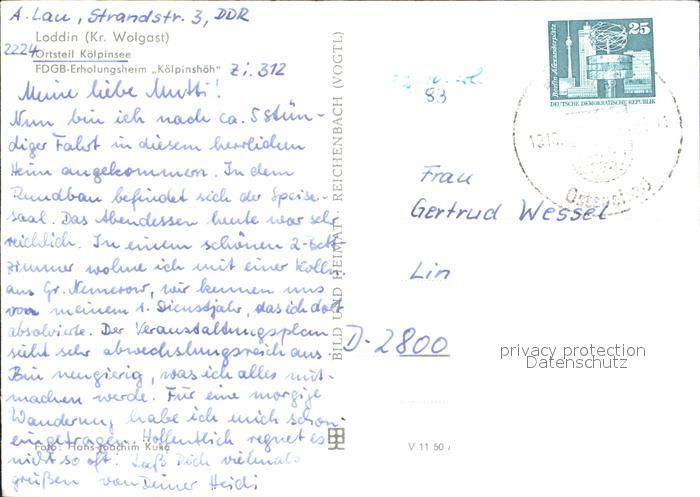 A. Lau, Strandstr. 3, DDR
Loddin (Kr. Wolgast)
2224 Ortsteil Kölpinsee
FDGB-Erholungsheim „Kölpinshöh" Zi. 312
Meine liebe Mutti!
Nun bin ich nach ca. 5 stün-
diger Fahrt in diesem herrlichen
Heim angekommen. In dem
Rundbau befindet sich der Speise-
saal. Das Abendessen heute war sehr
reichlich. In einem schönen 2-Bett
zimmer wohne ich mit einer Kolln
aus Gr. Nemerow, wir kennen uns
von meinem 1. Dienstjahr, das ich dort
absolvierte. Der Veranstaltungsplan
sieht sehr abwechslungsreich aus.
Bin neugierig, was ich alles mit-
machen werde. Für eine morgige
Wanderung habe ich mich schon
eingetragen. Hoffentlich regnet es
Foto: Hans-Joachim Kuke
nicht so oft! Laß Dich vielmals
grüßen von Deiner Heidi
BILD UND HEIMAT REICHENBACH (VOGTL)
83
Berlin, Alexanderplatz
25
DEUTSCHE DEMOKRATISCHE REPUBLIK
Frau
Gertrud Wessel
Lin
D-2800
V 11 50
privacy protection
Datenschutz